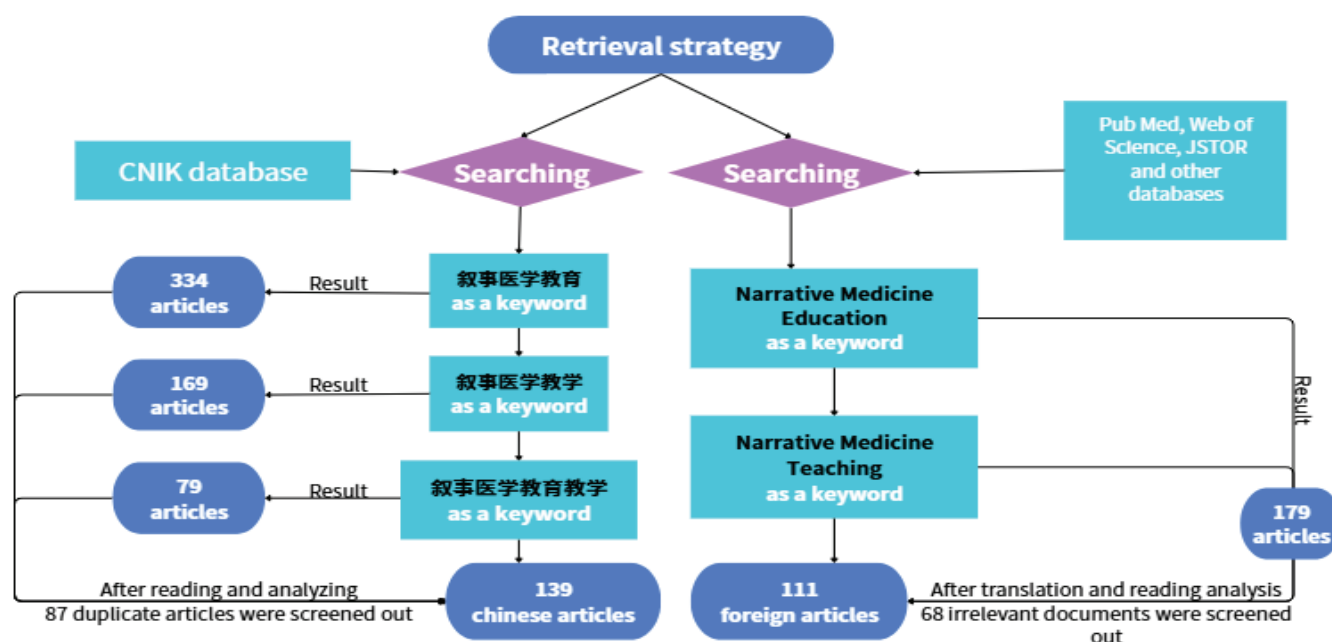 Retrieval strategy
CNIK database
Searching
Searching
Pub Med, Web of
Science, JSTOR
and other
databases
334
articles
Result
叙事医学教育
as a keyword
Narrative Medicine
Education
as a keyword
169
articles
Result
叙事医学教学
as a keyword
Result
Narrative Medicine
Teaching
as a keyword
79
articles
Result
叙事医学教育教学
as a keyword
179
articles
After reading and analyzing
87 duplicate articles were screened out
139
chinese articles
111
foreign articles
After translation and reading analysis
68 irrelevant documents were screened
out